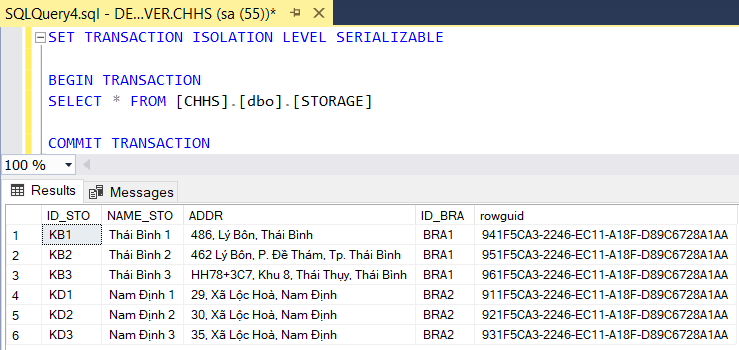 SQLQuery4.sql - DE...VER.CHHS (sa (55))*
SET TRANSACTION ISOLATION LEVEL SERIALIZABLE
BEGIN TRANSACTION
SELECT * FROM [CHHS].[dbo].[STORAGE]
COMMIT TRANSACTION
100 %
Results Messages
ID_STO NAME_STO ADDR ID_BRA rowguid
1 KB1 Thái Bình 1 486, Lý Bôn, Thái Bình BRA1 941F5CA3-2246-EC11-A18F-D89C6728A1AA
2 KB2 Thái Bình 2 462 Lý Bôn, P. Đề Thám, Tp. Thái Bình BRA1 951F5CA3-2246-EC11-A18F-D89C6728A1AA
3 KB3 Thái Bình 3 HH78+3C7, Khu 8, Thái Thụy, Thái Bình BRA1 961F5CA3-2246-EC11-A18F-D89C6728A1AA
4 KD1 Nam Định 1 29, Xã Lộc Hoà, Nam Định BRA2 911F5CA3-2246-EC11-A18F-D89C6728A1AA
5 KD2 Nam Định 2 30, Xã Lộc Hoà, Nam Định BRA2 921F5CA3-2246-EC11-A18F-D89C6728A1AA
6 KD3 Nam Định 3 35, Xã Lộc Hoà, Nam Định BRA2 931F5CA3-2246-EC11-A18F-D89C6728A1AA